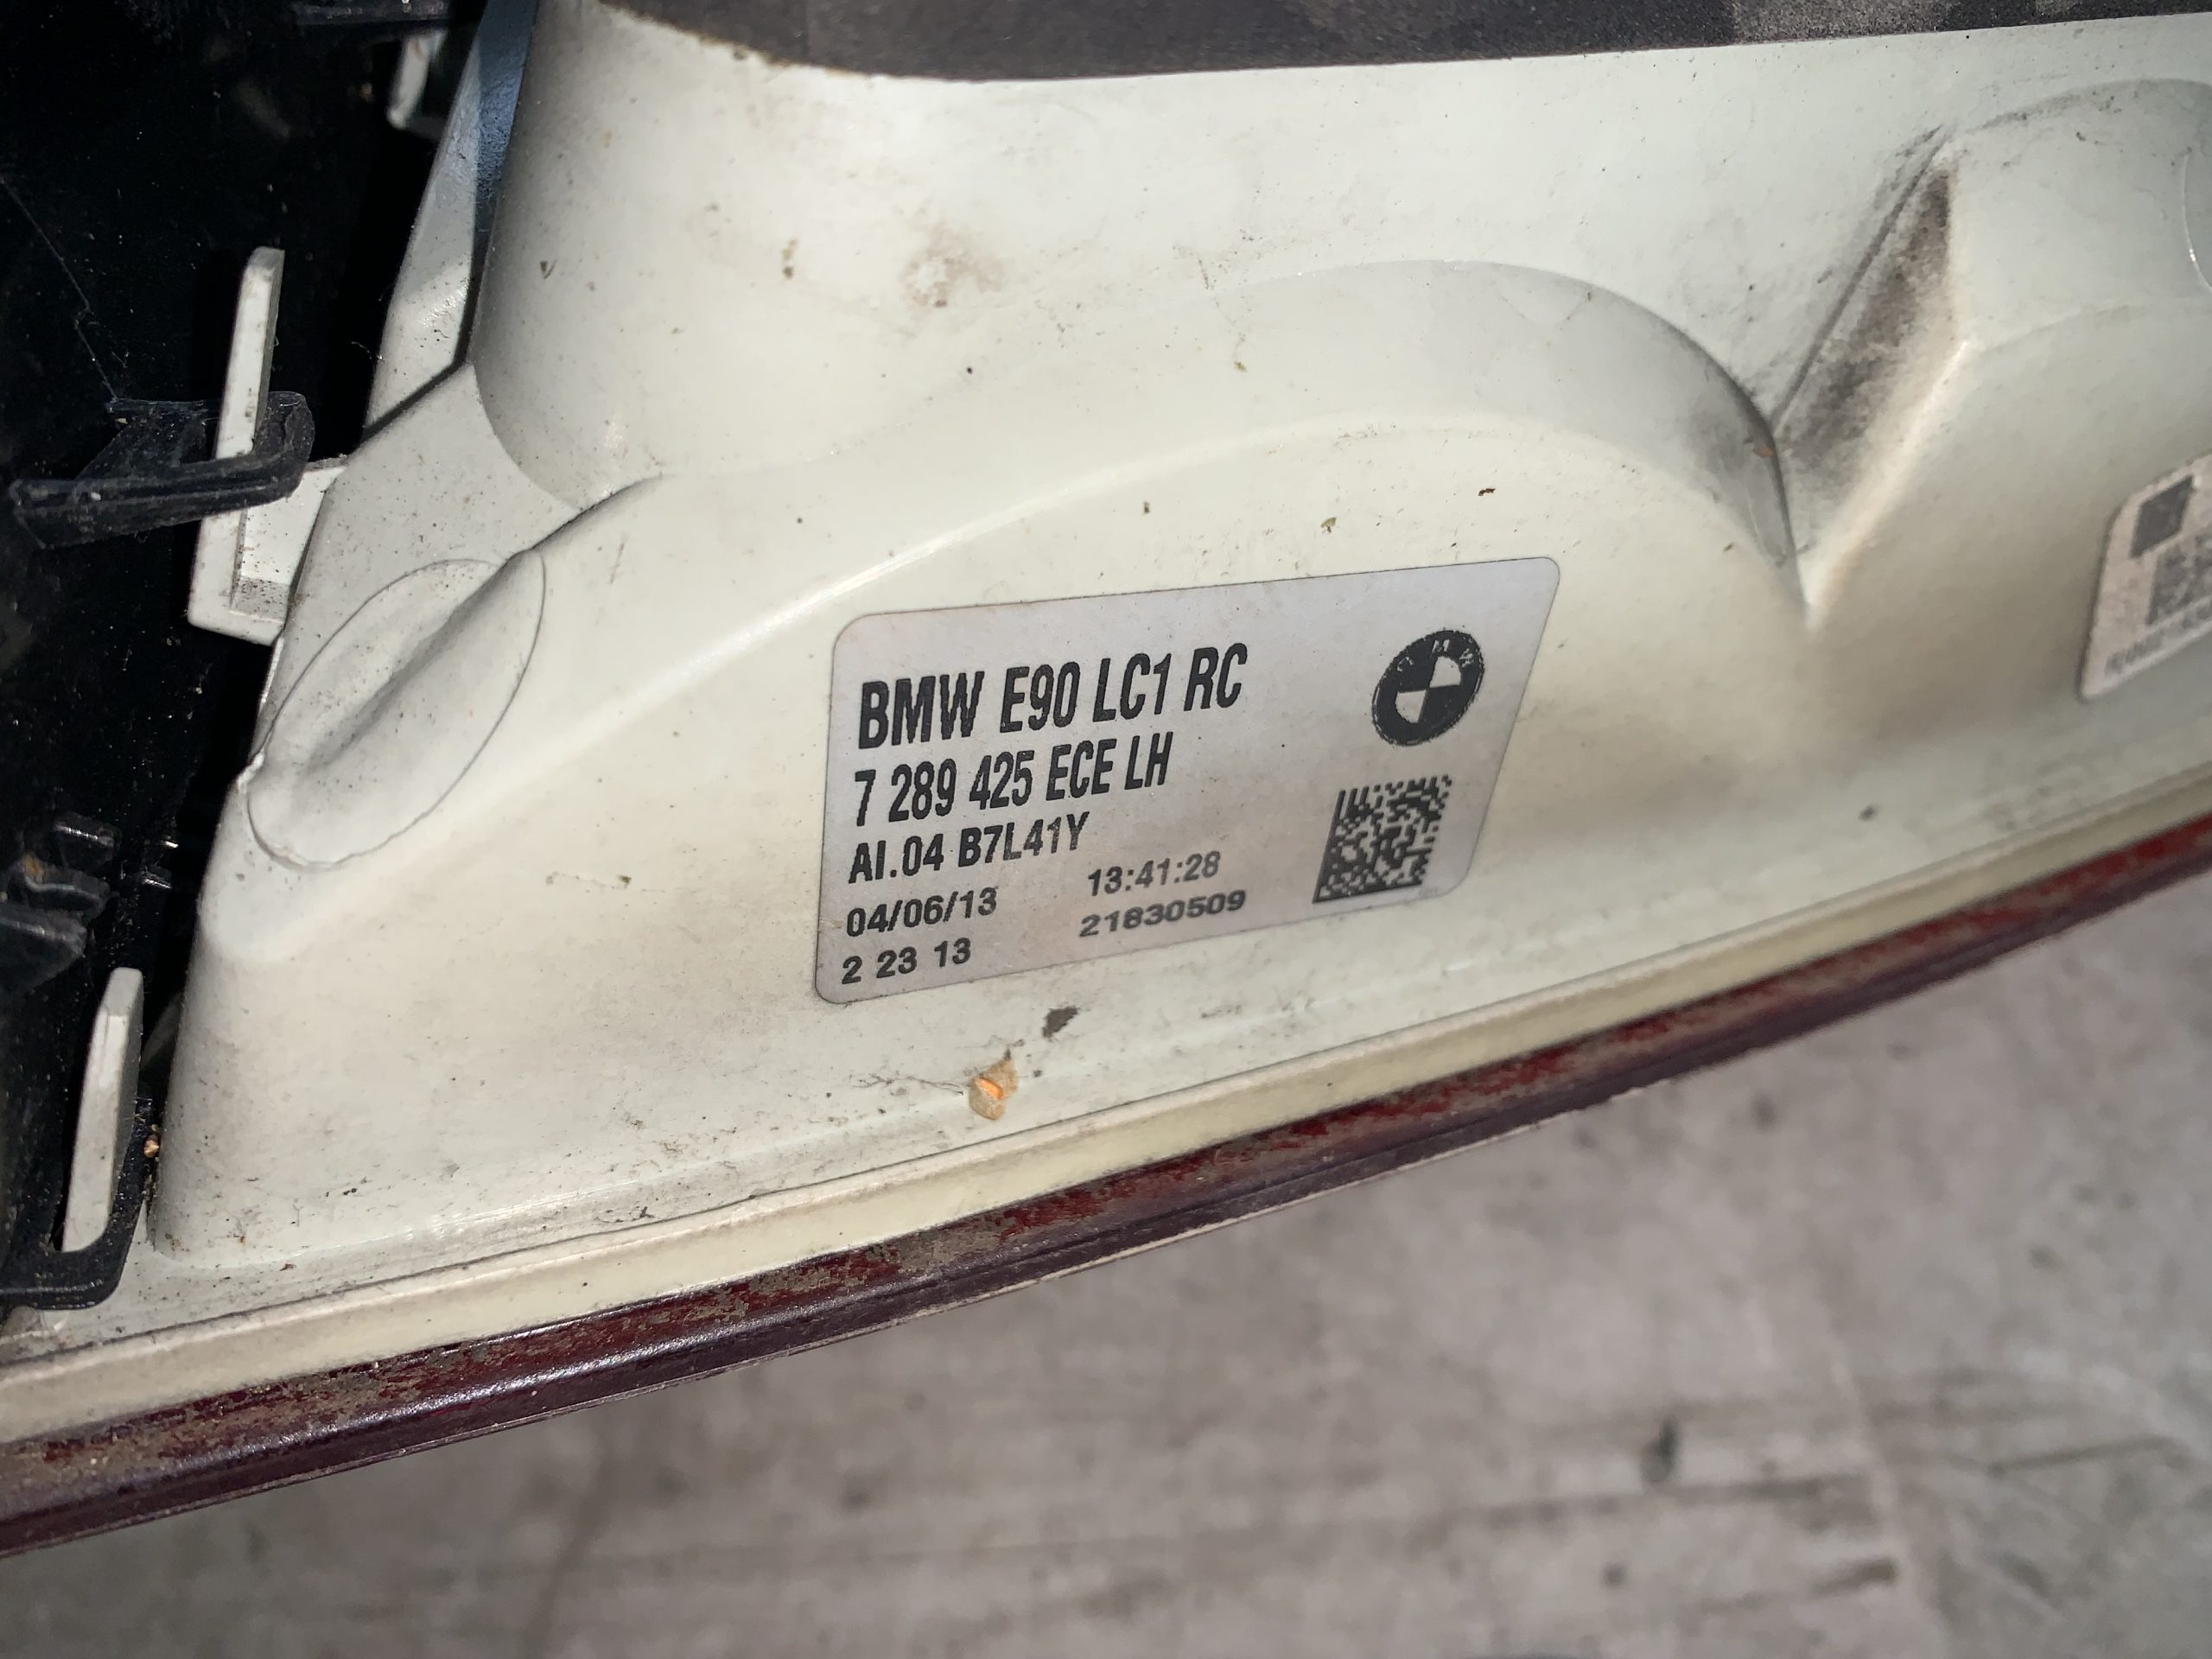 BMW E90 LC1 RC
7 289 425 ECE LH
AI.04 B7L41Y
04/06/13 13:41:28
2 23 13 21830509
BMW